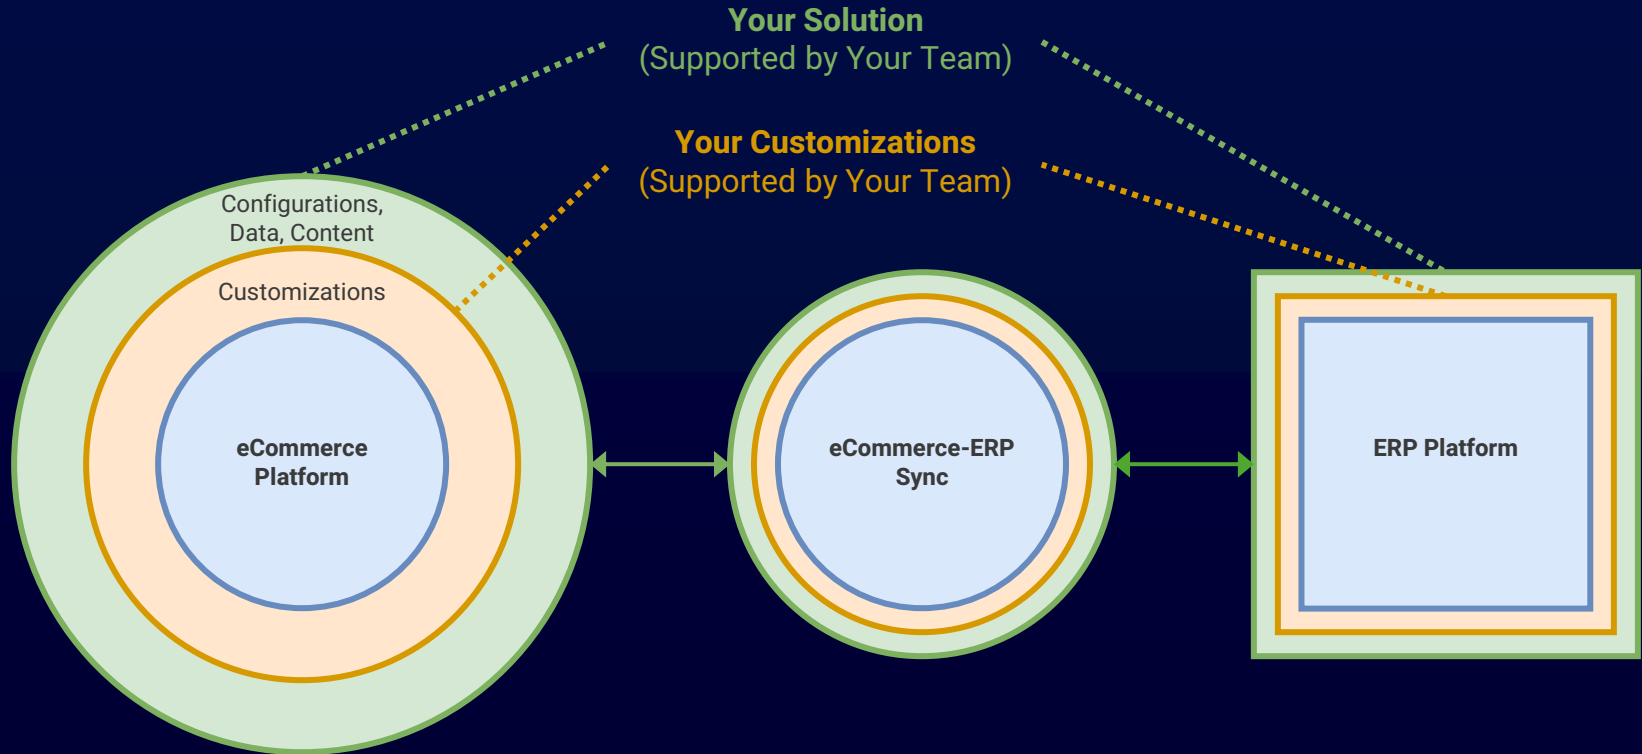 Your Solution
(Supported by Your Team)
Your Customizations
(Supported by Your Team)
Configurations,
Data, Content
Customizations
eCommerce
Platform
eCommerce-ERP
Sync
ERP Platform